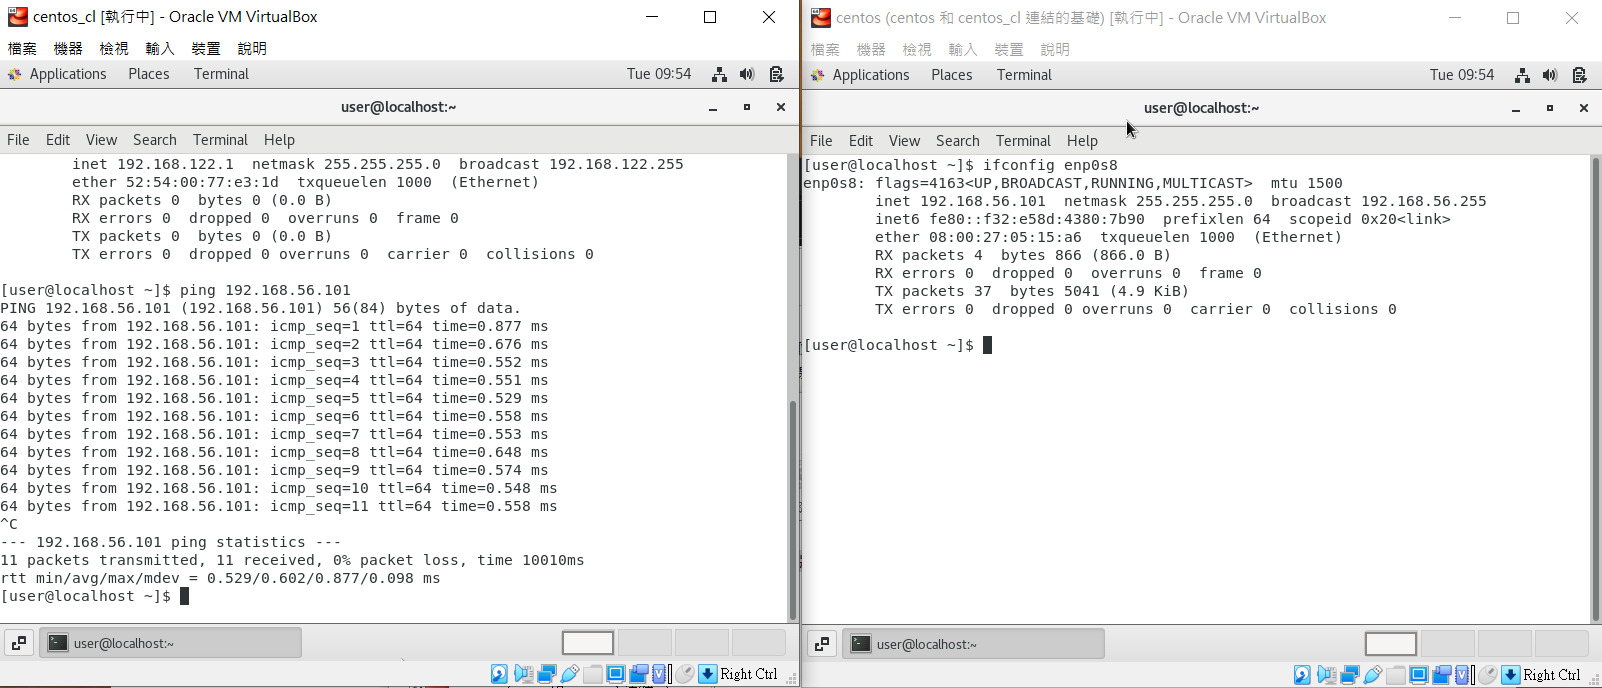 centos_cl [執行中] - Oracle VM VirtualBox
檔案 機器 檢視 輸入 裝置 說明
Applications Places Terminal Tue 09:54
user@localhost:~
File Edit View Search Terminal Help
inet 192.168.122.1 netmask 255.255.255.0 broadcast 192.168.122.255
ether 52:54:00:77:e3:1d txqueuelen 1000 (Ethernet)
RX packets 0 bytes 0 (0.0 B)
RX errors 0 dropped 0 overruns 0 frame 0
TX packets 0 bytes 0 (0.0 B)
TX errors 0 dropped 0 overruns 0 carrier 0 collisions 0
[user@localhost ~]$ ping 192.168.56.101
PING 192.168.56.101 (192.168.56.101) 56(84) bytes of data.
64 bytes from 192.168.56.101: icmp_seq=1 ttl=64 time=0.877 ms
64 bytes from 192.168.56.101: icmp_seq=2 ttl=64 time=0.676 ms
64 bytes from 192.168.56.101: icmp_seq=3 ttl=64 time=0.552 ms
64 bytes from 192.168.56.101: icmp_seq=4 ttl=64 time=0.551 ms
64 bytes from 192.168.56.101: icmp_seq=5 ttl=64 time=0.529 ms
64 bytes from 192.168.56.101: icmp_seq=6 ttl=64 time=0.558 ms
64 bytes from 192.168.56.101: icmp_seq=7 ttl=64 time=0.553 ms
64 bytes from 192.168.56.101: icmp_seq=8 ttl=64 time=0.648 ms
64 bytes from 192.168.56.101: icmp_seq=9 ttl=64 time=0.574 ms
64 bytes from 192.168.56.101: icmp_seq=10 ttl=64 time=0.548 ms
64 bytes from 192.168.56.101: icmp_seq=11 ttl=64 time=0.558 ms
^C
--- 192.168.56.101 ping statistics ---
11 packets transmitted, 11 received, 0% packet loss, time 10010ms
rtt min/avg/max/mdev = 0.529/0.602/0.877/0.098 ms
[user@localhost ~]$
user@localhost:~
Right Ctrl
centos (centos 和 centos_cl 連結的基礎) [執行中] - Oracle VM VirtualBox
檔案 機器 檢視 輸入 裝置 說明
Applications Places Terminal Tue 09:54
user@localhost:~
File Edit View Search Terminal Help
[user@localhost ~]$ ifconfig enp0s8
enp0s8: flags=4163<UP,BROADCAST,RUNNING,MULTICAST> mtu 1500
inet 192.168.56.101 netmask 255.255.255.0 broadcast 192.168.56.255
inet6 fe80::f32e:e58d:4380:7b90 prefixlen 64 scopeid 0x20<link>
ether 08:00:27:05:15:a6 txqueuelen 1000 (Ethernet)
RX packets 4 bytes 866 (866.0 B)
RX errors 0 dropped 0 overruns 0 frame 0
TX packets 37 bytes 5041 (4.9 KiB)
TX errors 0 dropped 0 overruns 0 carrier 0 collisions 0
[user@localhost ~]$
user@localhost:~
Right Ctrl